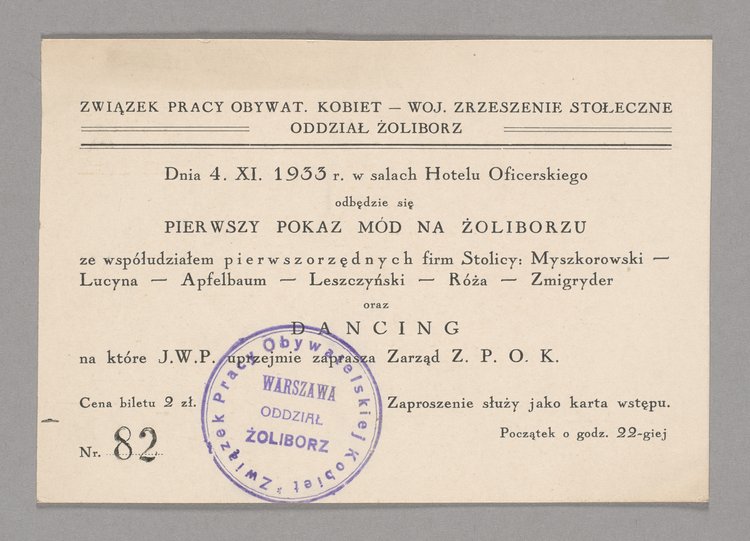 ZWIĄZEK PRACY OBYWAT. KOBIET — WOJ. ZRZESZENIE STOŁECZNE
ODDZIAŁ ŻOLIBORZ
Dnia 4. XI. 1933 r. w salach Hotelu Oficerskiego
odbędzie się
PIERWSZY POKAZ MÓD NA ŻOLIBORZU
ze współudziałem pierwszorzędnych firm Stolicy: Myszkorowski —
Lucyna — Apfelbaum — Leszczyński — Róża — Zmigryder
oraz
DANCING
na które J.W.P. uprzejmie zaprasza Zarząd Z. P. O. K.
Cena biletu 2 zł.
Zaproszenie służy jako karta wstępu.
Początek o godz. 22-giej
Nr. 82
Związek Pracy Obywatelskiej Kobiet *
WARSZAWA
ODDZIAŁ
ŻOLIBORZ